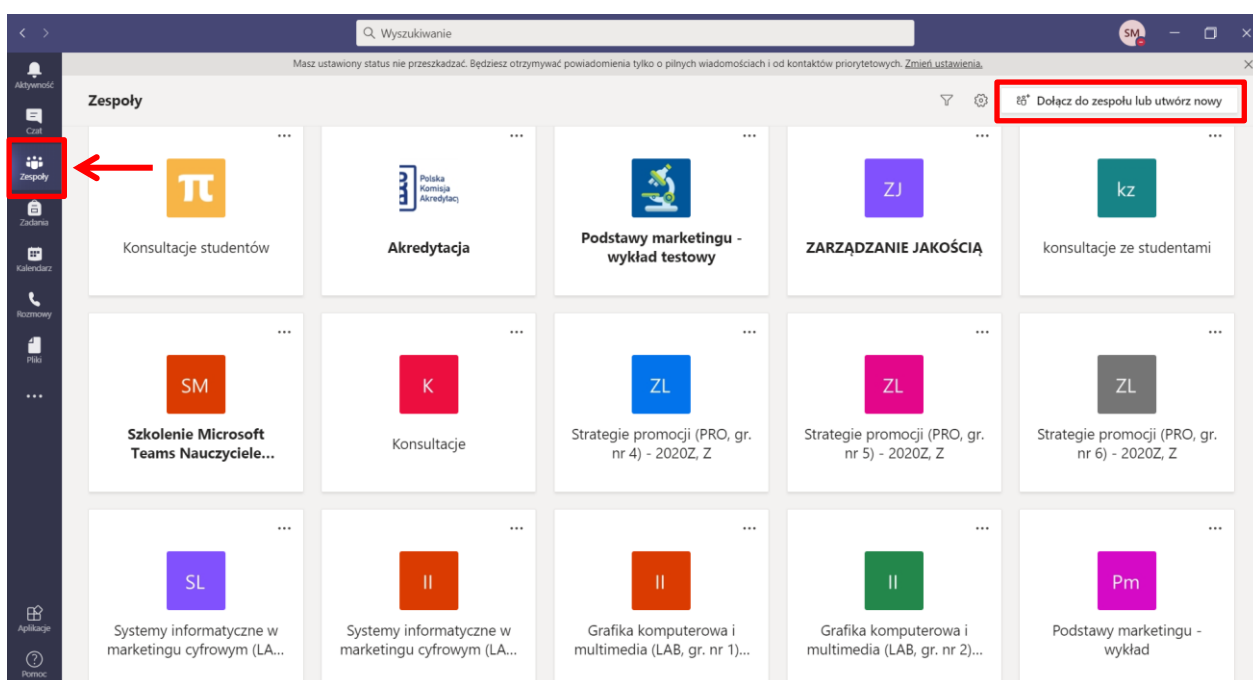 Wyszukiwanie
SM
Masz ustawiony status nie przeszkadzać. Będziesz otrzymywać powiadomienia tylko o pilnych wiadomościach i od kontaktów priorytetowych. Zmień ustawienia.
Aktywność
Czat
Zespoły
Zadania
Kalendarz
Rozmowy
Pliki
Aplikacje
Pomoc
Zespoły
Dołącz do zespołu lub utwórz nowy
π
Konsultacje studentów
Polska
Komisja
Akredytac
Akredytacja
Podstawy marketingu -
wykład testowy
ZJ
ZARZĄDZANIE JAKOŚCIĄ
kz
konsultacje ze studentami
SM
Szkolenie Microsoft
Teams Nauczyciele...
K
Konsultacje
ZL
Strategie promocji (PRO, gr.
nr 4) - 2020Z, Z
ZL
Strategie promocji (PRO, gr.
nr 5) - 2020Z, Z
ZL
Strategie promocji (PRO, gr.
nr 6) - 2020Z, Z
SL
Systemy informatyczne w
marketingu cyfrowym (LA...
II
Systemy informatyczne w
marketingu cyfrowym (LA...
II
Grafika komputerowa i
multimedia (LAB, gr. nr 1)...
II
Grafika komputerowa i
multimedia (LAB, gr. nr 2)...
Pm
Podstawy marketingu -
wykład